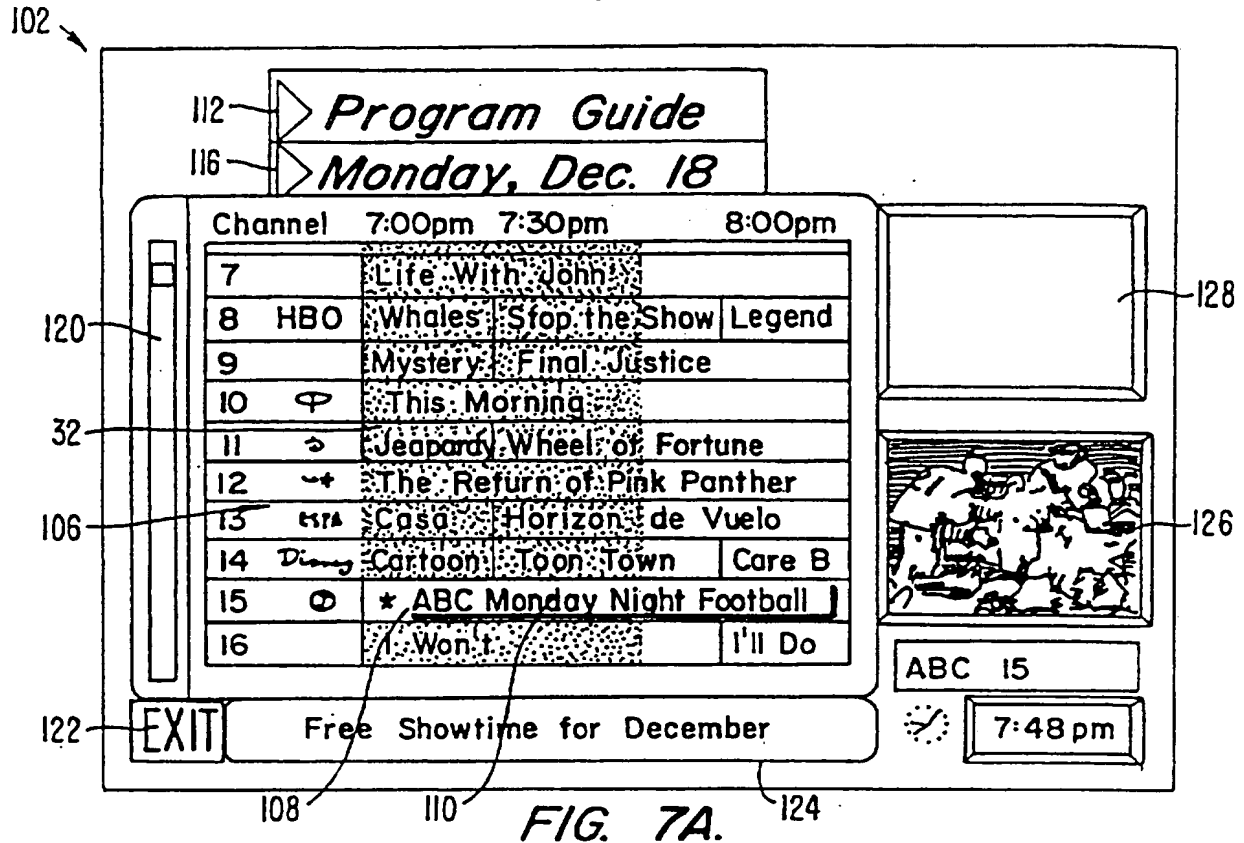 102
112
Program Guide
116
Monday, Dec. 18
Channel 7:00pm 7:30pm 8:00pm
7 Life With John
128
120
8 HBO Whales Stop the Show Legend
9 Mystery Final Justice
10 This Morning
32
11 Jeapardy Wheel of Fortune
12 The Return of Pink Panther
106
13 Casa Horizon de Vuelo
126
14 Disney Cartoon Toon Town Care B
15 * ABC Monday Night Football
16 I Won't I'll Do
ABC 15
122
EXIT
Free Showtime for December
7:48pm
108
110
124
FIG. 7A.